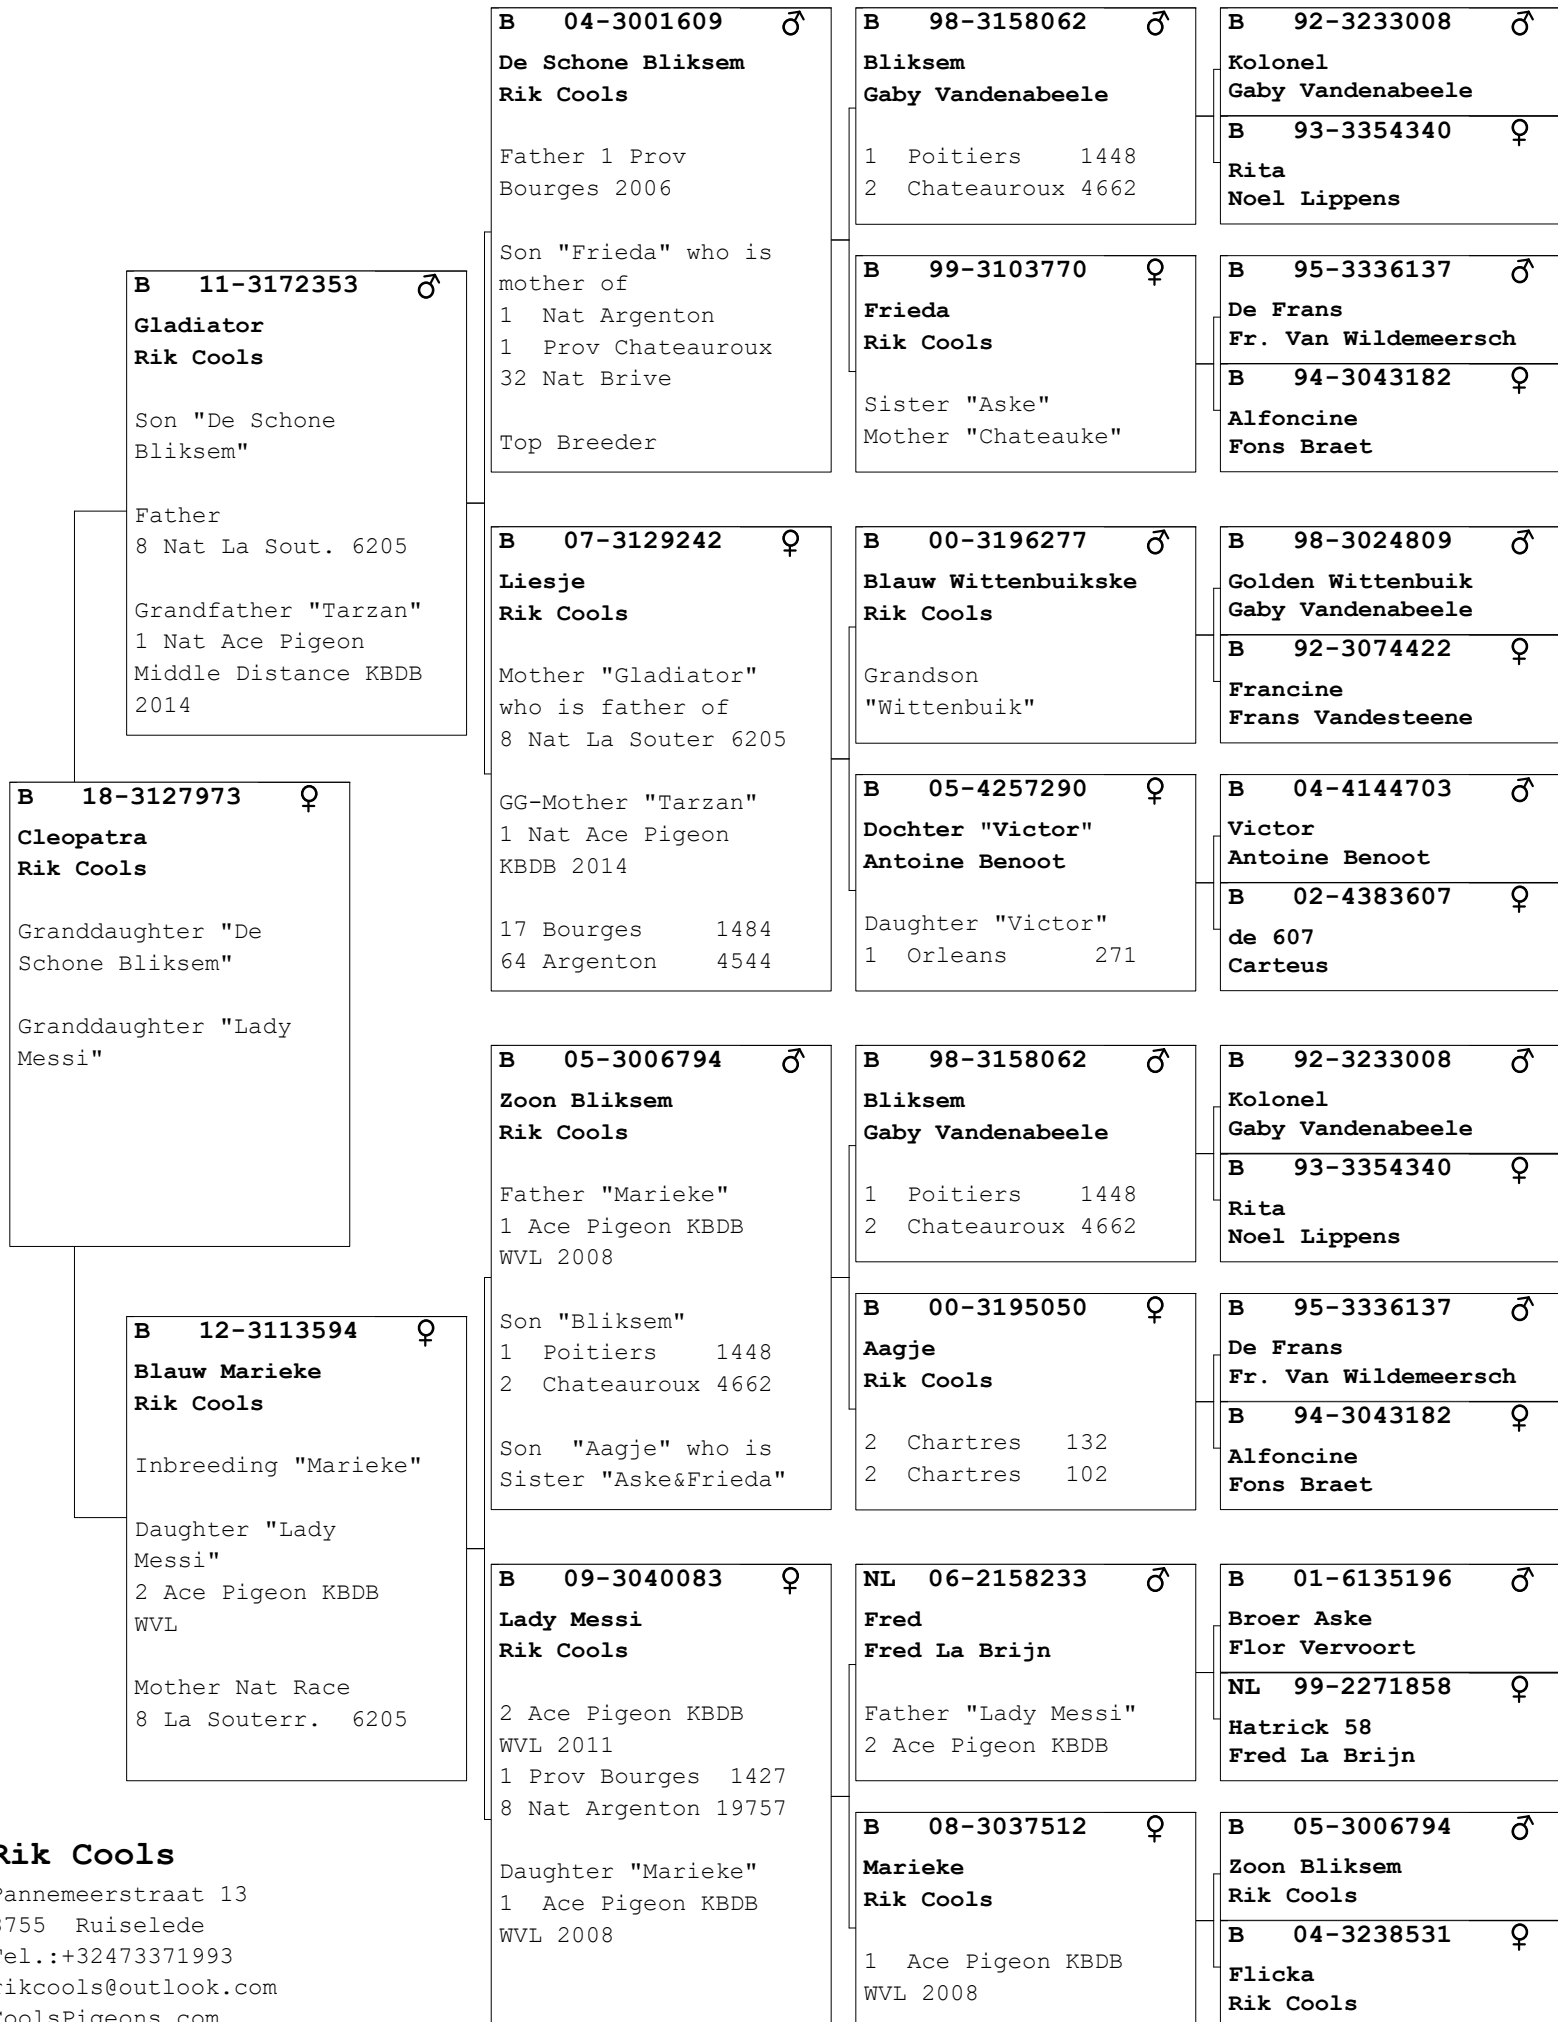 B 18-3127973 ♀
Cleopatra
Rik Cools
Granddaughter "De
Schone Bliksem"
Granddaughter "Lady
Messi"
B 11-3172353 ♂
Gladiator
Rik Cools
Son "De Schone
Bliksem"
Father
8 Nat La Sout. 6205
Grandfather "Tarzan"
1 Nat Ace Pigeon
Middle Distance KBDB
2014
B 12-3113594 ♀
Blauw Marieke
Rik Cools
Inbreeding "Marieke"
Daughter "Lady
Messi"
2 Ace Pigeon KBDB
WVL
Mother Nat Race
8 La Souterr. 6205
B 04-3001609 ♂
De Schone Bliksem
Rik Cools
Father 1 Prov
Bourges 2006
Son "Frieda" who is
mother of
1 Nat Argenton
1 Prov Chateauroux
32 Nat Brive
Top Breeder
B 07-3129242 ♀
Liesje
Rik Cools
Mother "Gladiator"
who is father of
8 Nat La Souter 6205
GG-Mother "Tarzan"
1 Nat Ace Pigeon
KBDB 2014
17 Bourges 1484
64 Argenton 4544
B 05-3006794 ♂
Zoon Bliksem
Rik Cools
Father "Marieke"
1 Ace Pigeon KBDB
WVL 2008
Son "Bliksem"
1 Poitiers 1448
2 Chateauroux 4662
Son "Aagje" who is
Sister "Aske&Frieda"
B 09-3040083 ♀
Lady Messi
Rik Cools
2 Ace Pigeon KBDB
WVL 2011
1 Prov Bourges 1427
8 Nat Argenton 19757
Daughter "Marieke"
1 Ace Pigeon KBDB
WVL 2008
B 98-3158062 ♂
Bliksem
Gaby Vandenabeele
1 Poitiers 1448
2 Chateauroux 4662
B 99-3103770 ♀
Frieda
Rik Cools
Sister "Aske"
Mother "Chateauke"
B 00-3196277 ♂
Blauw Wittenbuikske
Rik Cools
Grandson
"Wittenbuik"
B 05-4257290 ♀
Dochter "Victor"
Antoine Benoot
Daughter "Victor"
1 Orleans 271
B 98-3158062 ♂
Bliksem
Gaby Vandenabeele
1 Poitiers 1448
2 Chateauroux 4662
B 00-3195050 ♀
Aagje
Rik Cools
2 Chartres 132
2 Chartres 102
NL 06-2158233 ♂
Fred
Fred La Brijn
Father "Lady Messi"
2 Ace Pigeon KBDB
B 08-3037512 ♀
Marieke
Rik Cools
1 Ace Pigeon KBDB
WVL 2008
B 92-3233008 ♂
Kolonel
Gaby Vandenabeele
B 93-3354340 ♀
Rita
Noel Lippens
B 95-3336137 ♂
De Frans
Fr. Van Wildemeersch
B 94-3043182 ♀
Alfoncine
Fons Braet
B 98-3024809 ♂
Golden Wittenbuik
Gaby Vandenabeele
B 92-3074422 ♀
Francine
Frans Vandesteene
B 04-4144703 ♂
Victor
Antoine Benoot
B 02-4383607 ♀
de 607
Carteus
B 92-3233008 ♂
Kolonel
Gaby Vandenabeele
B 93-3354340 ♀
Rita
Noel Lippens
B 95-3336137 ♂
De Frans
Fr. Van Wildemeersch
B 94-3043182 ♀
Alfoncine
Fons Braet
B 01-6135196 ♂
Broer Aske
Flor Vervoort
NL 99-2271858 ♀
Hatrick 58
Fred La Brijn
B 05-3006794 ♂
Zoon Bliksem
Rik Cools
B 04-3238531 ♀
Flicka
Rik Cools
Rik Cools
Pannemeerstraat 13
8755 Ruiselede
Tel.:+32473371993
rikcools@outlook.com
CoolsPigeons.com